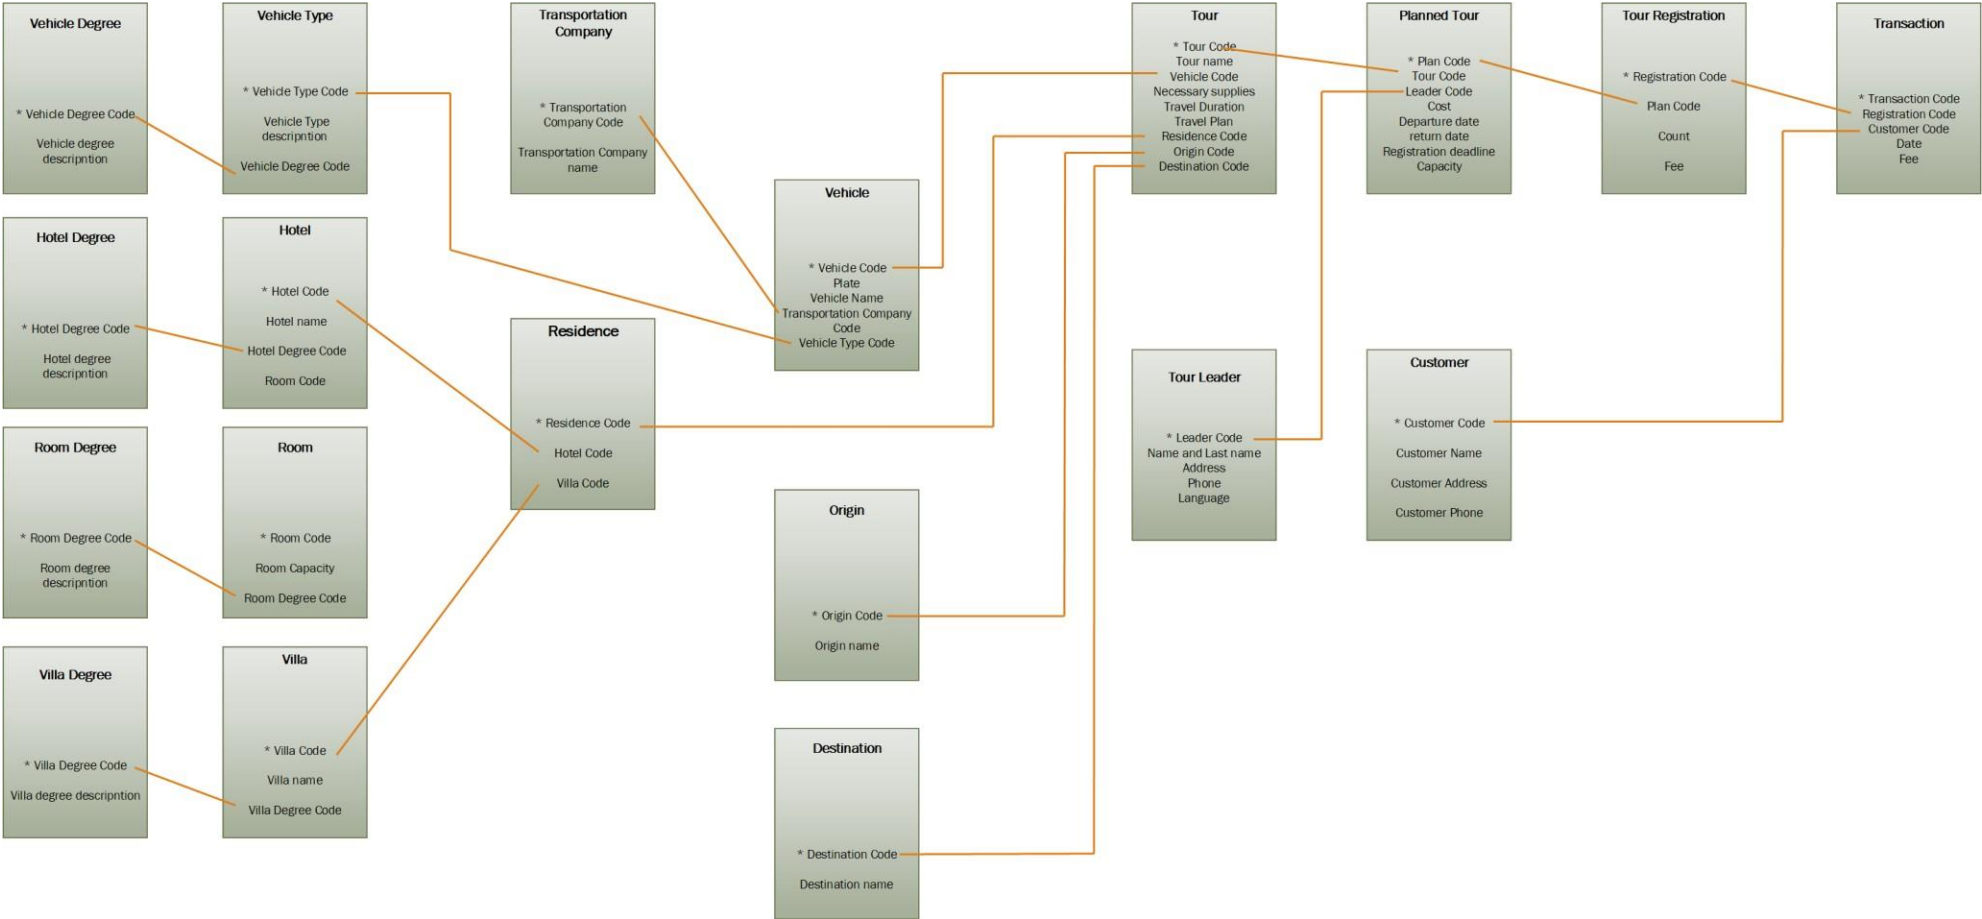 Vehicle Degree
* Vehicle Degree Code
Vehicle degree
descripntion
Vehicle Type
* Vehicle Type Code
Vehicle Type
descripntion
Vehicle Degree Code
Transportation
Company
* Transportation
Company Code
Transportation Company
name
Tour
* Tour Code
Tour name
Vehicle Code
Necessary supplies
Travel Duration
Travel Plan
Residence Code
Origin Code
Destination Code
Planned Tour
* Plan Code
Tour Code
Leader Code
Cost
Departure date
return date
Registration deadline
Capacity
Tour Registration
* Registration Code
Plan Code
Count
Fee
Transaction
* Transaction Code
Registration Code
Customer Code
Date
Fee
Vehicle
* Vehicle Code
Plate
Vehicle Name
Transportation Company
Code
Vehicle Type Code
Hotel Degree
* Hotel Degree Code
Hotel degree
descripntion
Hotel
* Hotel Code
Hotel name
Hotel Degree Code
Room Code
Residence
* Residence Code
Hotel Code
Villa Code
Tour Leader
* Leader Code
Name and Last name
Address
Phone
Language
Customer
* Customer Code
Customer Name
Customer Address
Customer Phone
Room Degree
* Room Degree Code
Room degree
descripntion
Room
* Room Code
Room Capacity
Room Degree Code
Origin
* Origin Code
Origin name
Villa Degree
* Villa Degree Code
Villa degree descripntion
Villa
* Villa Code
Villa name
Villa Degree Code
Destination
* Destination Code
Destination name